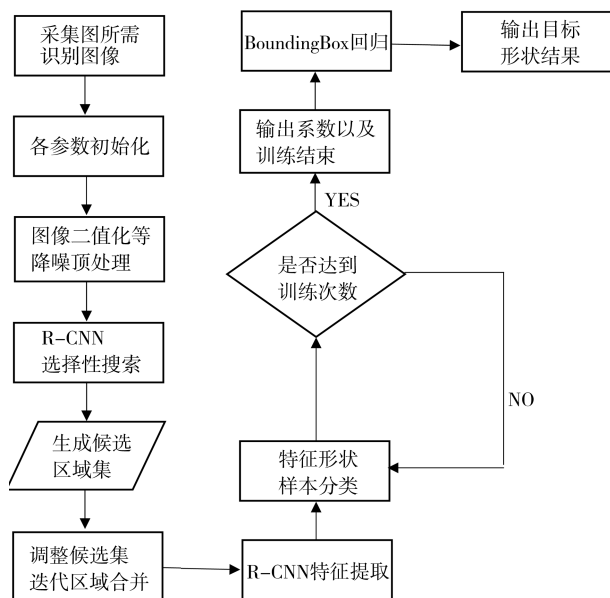 采集图所需
识别图像
各参数初始化
图像二值化等
降噪顶处理
R-CNN
选择性搜索
生成候选
区域集
调整候选集
迭代区域合并
R-CNN特征提取
特征形状
样本分类
是否达到
训练次数
NO
YES
输出系数以及
训练结束
BoundingBox回归
输出目标
形状结果